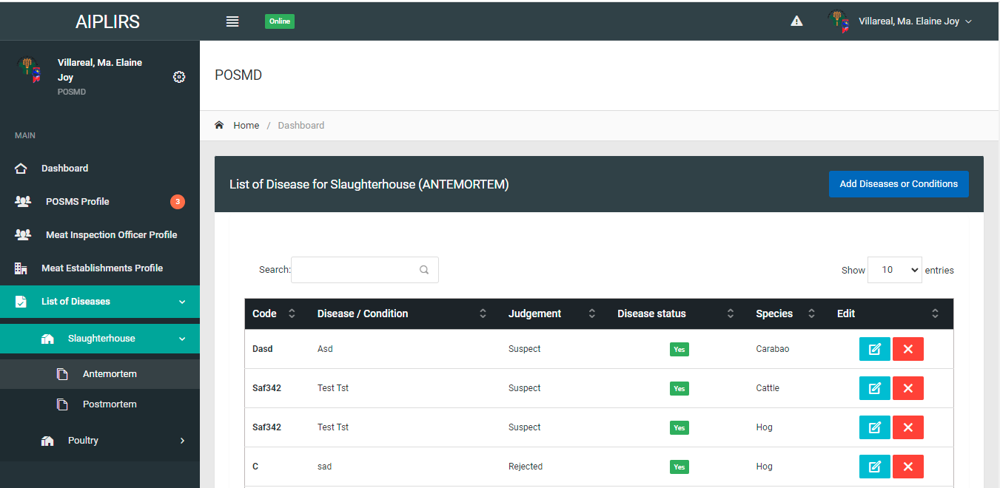 AIPLIRS
Online
Villareal, Ma. Elaine Joy
Villareal, Ma. Elaine
Joy
POSMD
MAIN
Dashboard
POSMS Profile 3
Meat Inspection Officer Profile
Meat Establishments Profile
List of Diseases
Slaughterhouse
Antemortem
Postmortem
Poultry
POSMD
Home / Dashboard
List of Disease for Slaughterhouse (ANTEMORTEM)
Add Diseases or Conditions
Search:
Show 10 entries
Code Disease / Condition Judgement Disease status Species Edit
Dasd Asd Suspect Yes Carabao
Saf342 Test Tst Suspect Yes Cattle
Saf342 Test Tst Suspect Yes Hog
C sad Rejected Yes Hog